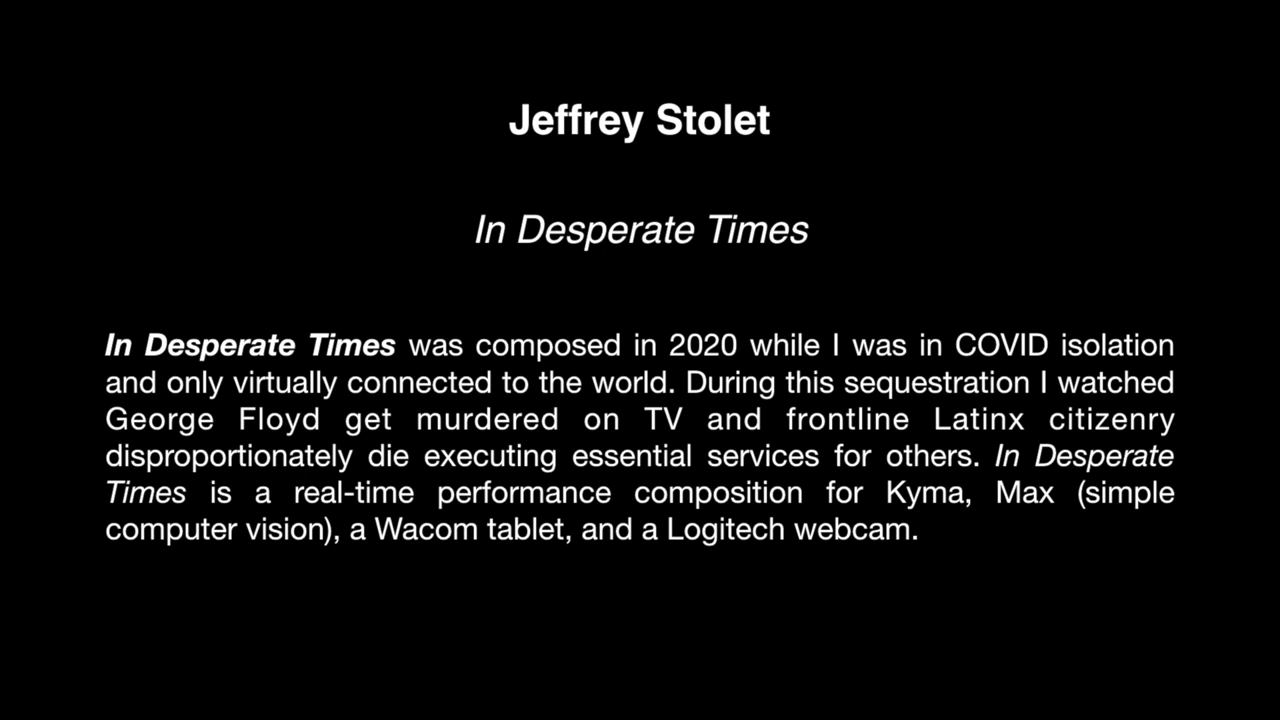 Jeffrey Stolet
In Desperate Times
In Desperate Times was composed in 2020 while I was in COVID isolation
and only virtually connected to the world. During this sequestration I watched
George Floyd get murdered on TV and frontline Latinx citizenry
disproportionately die executing essential services for others. In Desperate
Times is a real-time performance composition for Kyma, Max (simple
computer vision), a Wacom tablet, and a Logitech webcam.